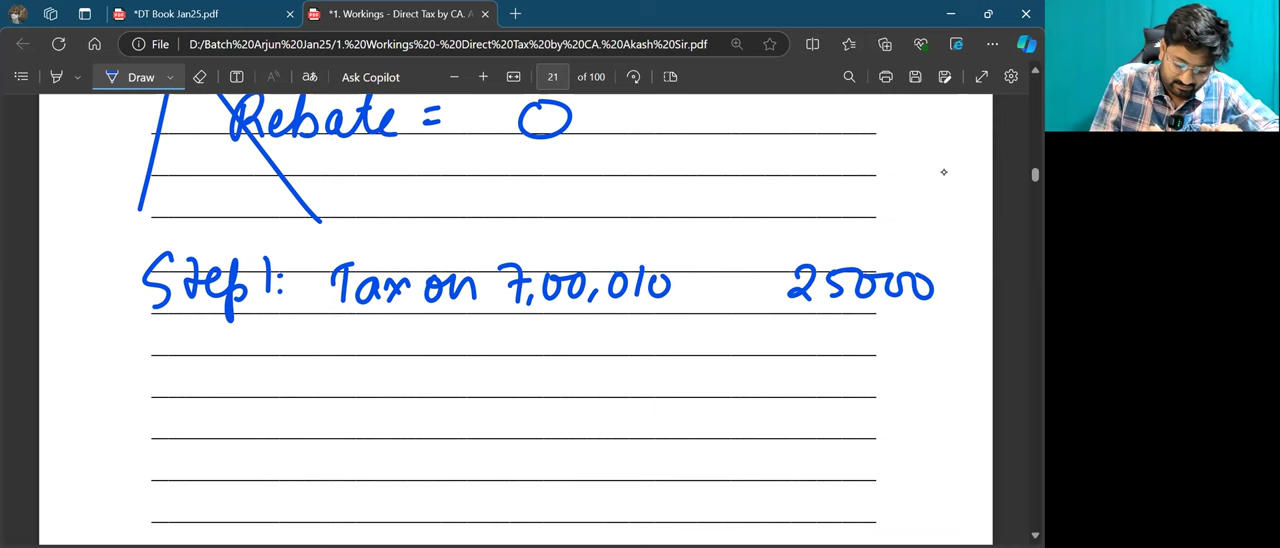 *DT Book Jan25.pdf
*1. Workings - Direct Tax by CA. A
File
D:/Batch%20Arjun%20Jan25/1.%20Workings%20-%20Direct%20Tax%20by%20CA.%20Akash%20Sir.pdf
Draw
aあ
Ask Copilot
21 of 100
Rebate = 0
Step 1: Tax on 7,00,010 25000